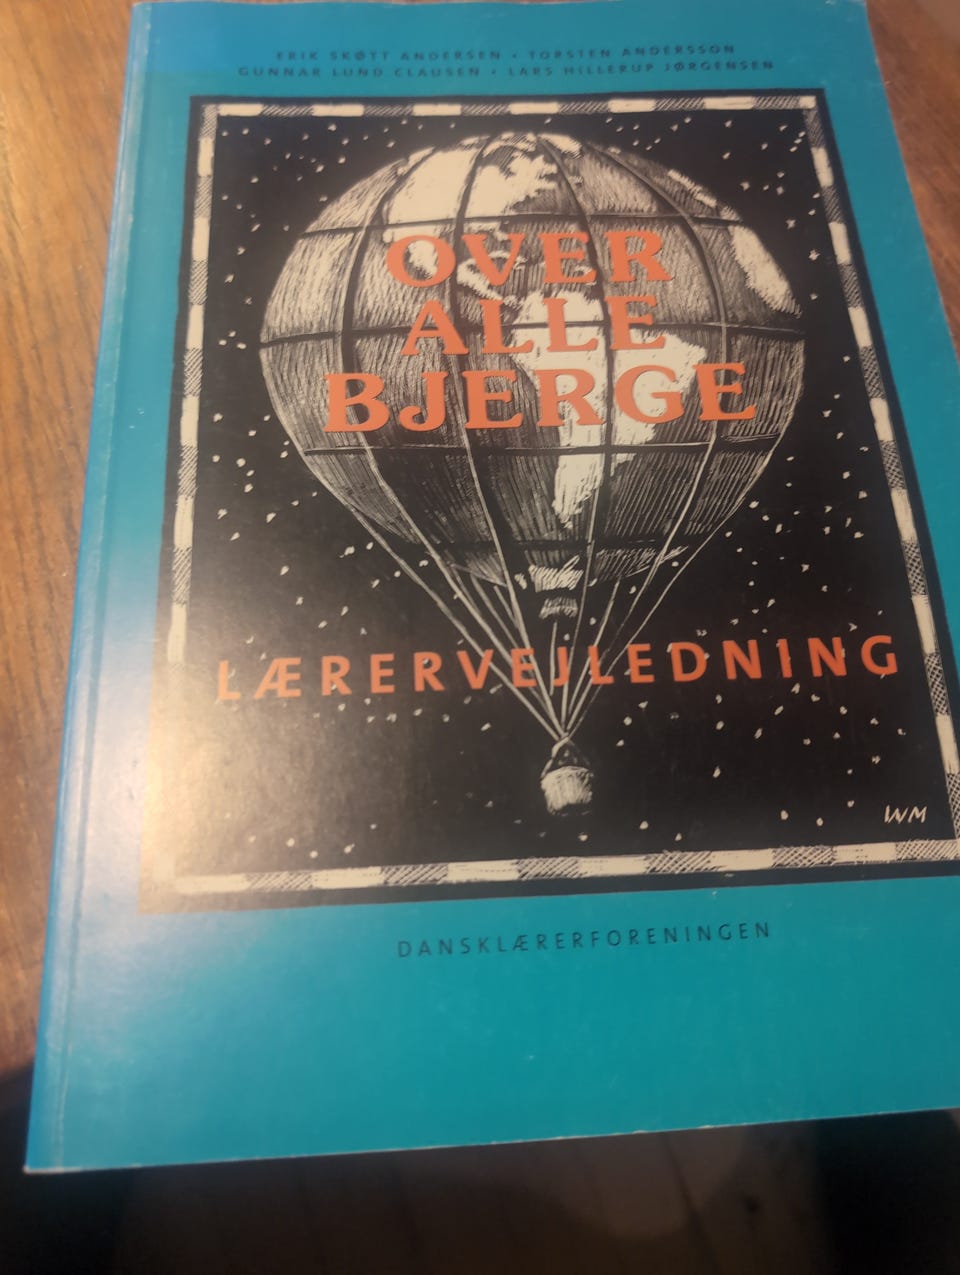 ERIK SKØTT ANDERSEN • TORSTEN ANDERSSON
GUNNAR LUND CLAUSEN • LARS HILLERUP JØRGENSEN
OVER
ALLE
BJERGE
LÆRERVEJLEDNING
WM
DANSKLÆRERFORENINGEN